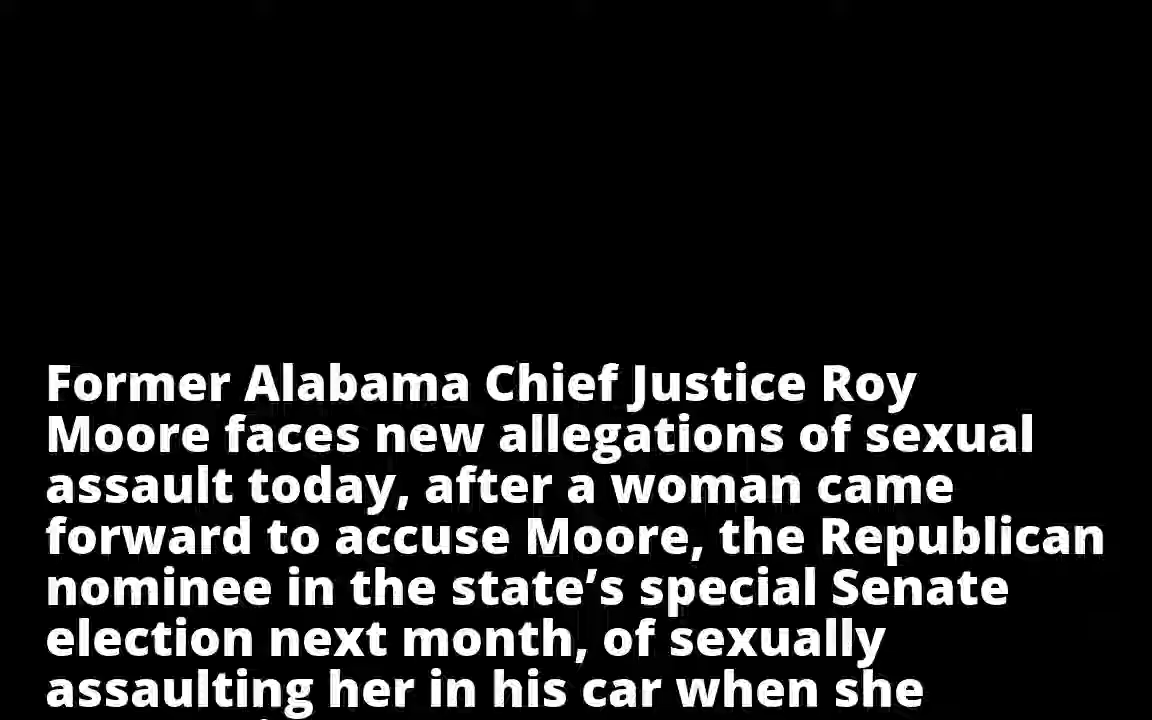 Former Alabama Chief Justice Roy
Moore faces new allegations of sexual
assault today, after a woman came
forward to accuse Moore, the Republican
nominee in the state’s special Senate
election next month, of sexually
assaulting her in his car when she